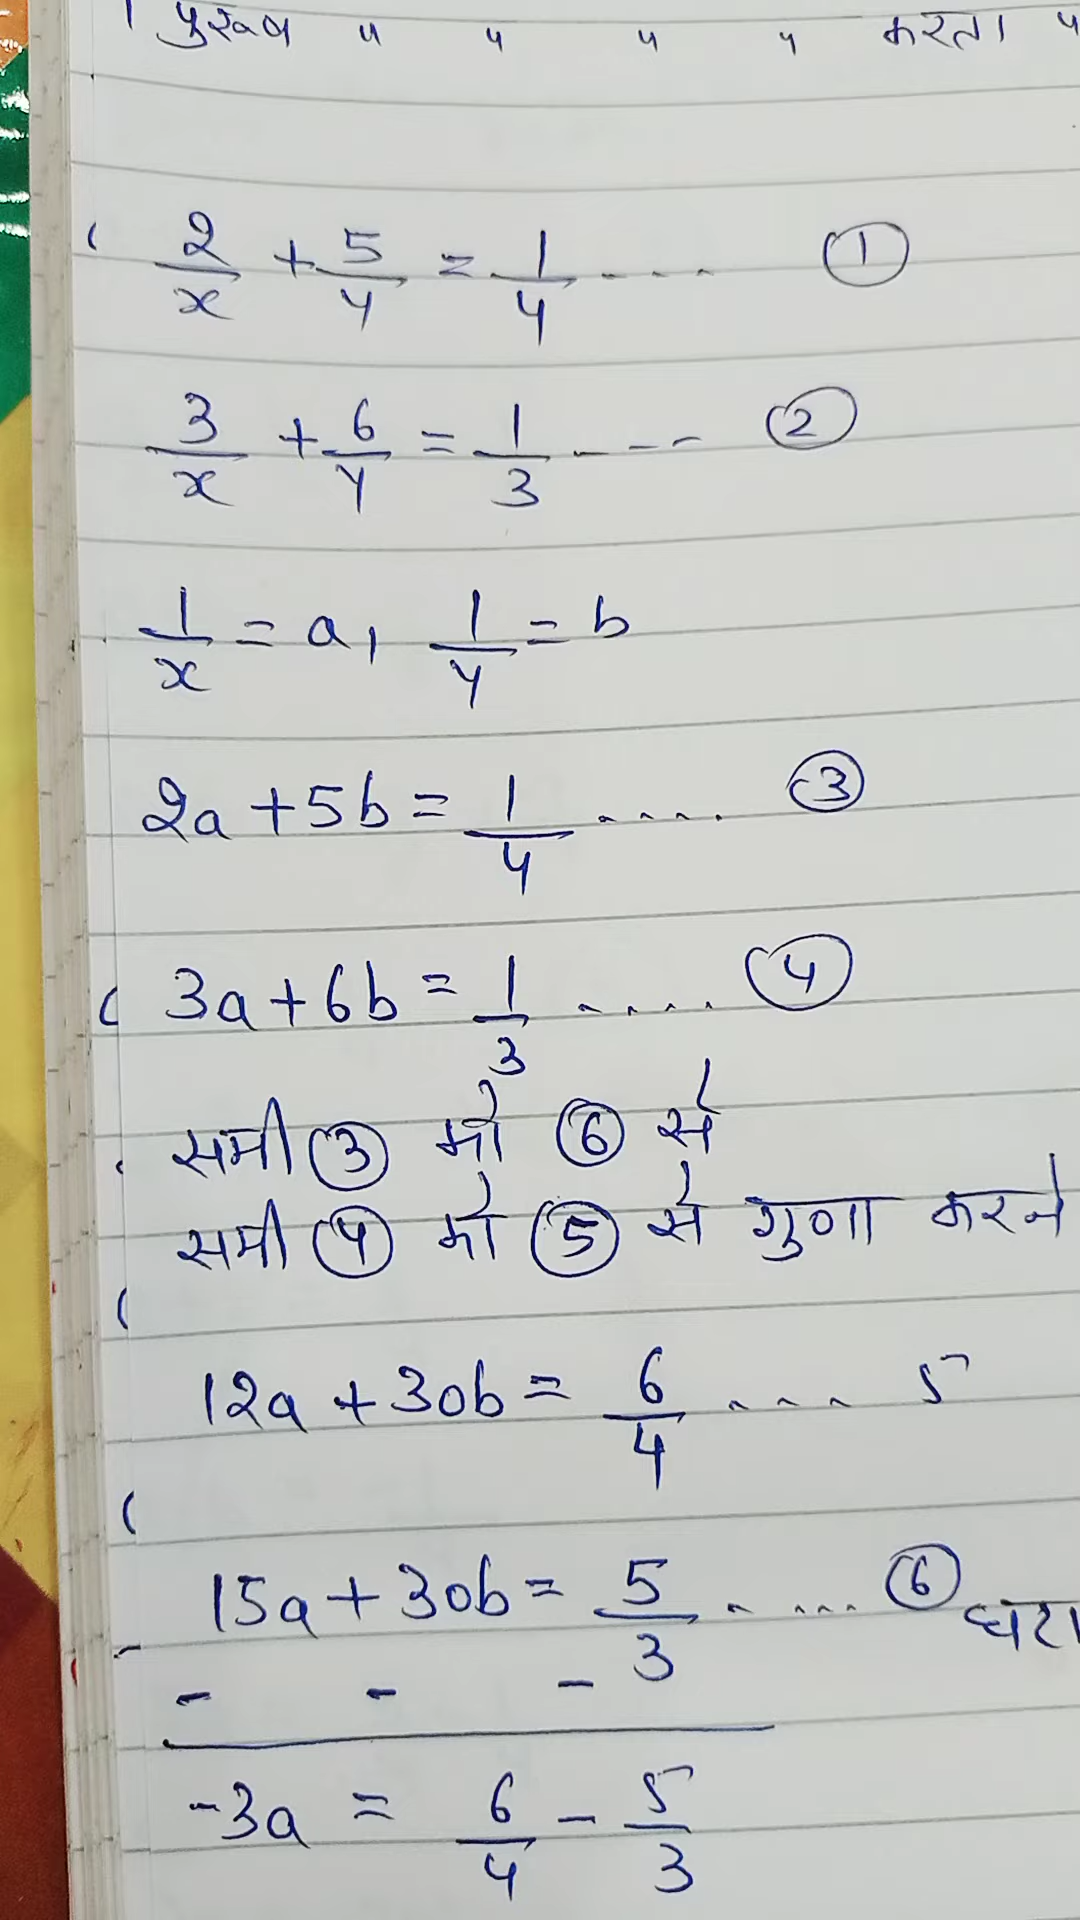 पुरूष " " " " करता "
2/x + 5/y = 1/4 .... ①
3/x + 6/y = 1/3 .... ②
1/x = a, 1/y = b
2a + 5b = 1/4 ..... ③
3a + 6b = 1/3 ..... ④
समी ③ को ⑥ से
समी ④ को ⑤ से गुणा करने
12a + 30b = 6/4 .... 5
15a + 30b = 5/3 .... ⑥ घटा
- - -
-3a = 6/4 - 5/3